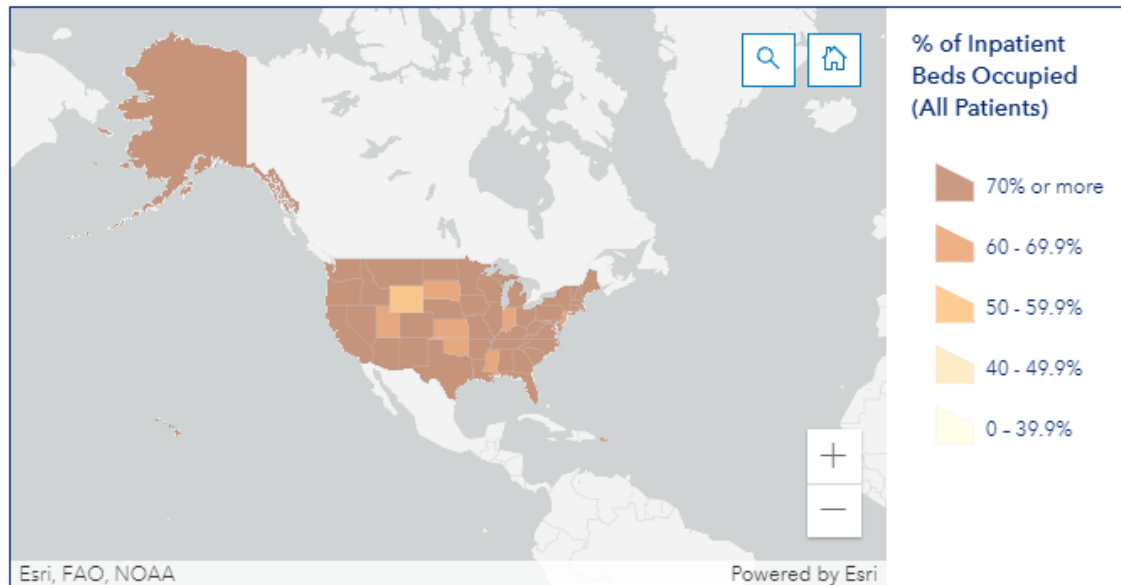 % of Inpatient
Beds Occupied
(All Patients)
70% or more
60 - 69.9%
50 - 59.9%
40 - 49.9%
0 - 39.9%
+
−
Esri, FAO, NOAA
Powered by Esri